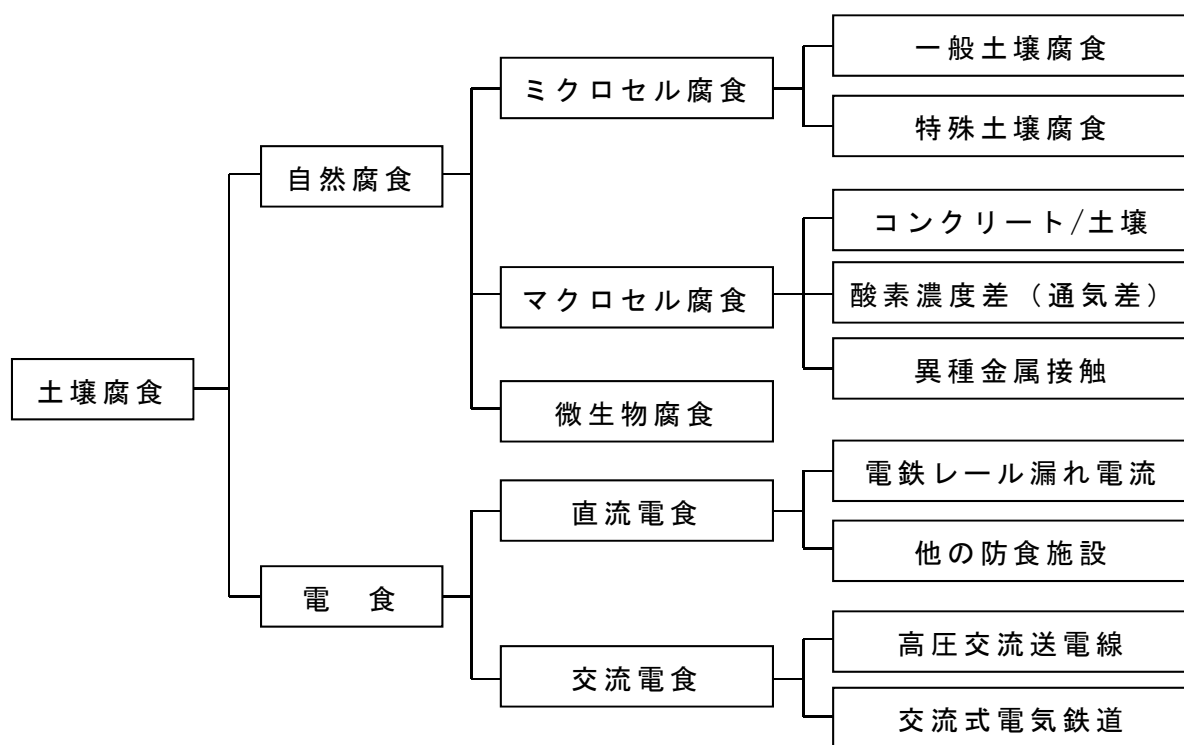 土壌腐食
自然腐食
ミクロセル腐食
一般土壌腐食
特殊土壌腐食
マクロセル腐食
コンクリート/土壌
酸素濃度差（通気差）
異種金属接触
微生物腐食
電　食
直流電食
電鉄レール漏れ電流
他の防食施設
交流電食
高圧交流送電線
交流式電気鉄道